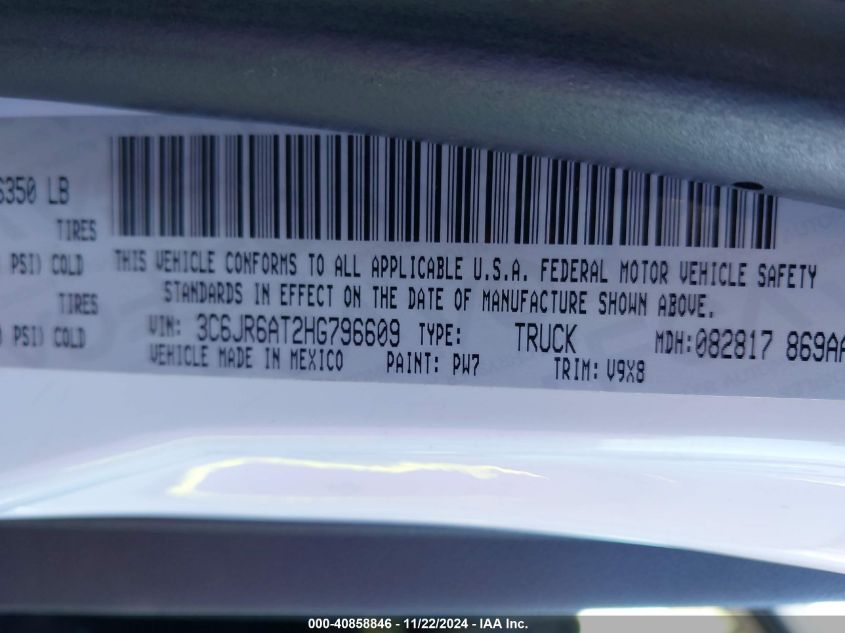 6350 LB
TIRES
PSI) COLD
THIS VEHICLE CONFORMS TO ALL APPLICABLE U.S.A. FEDERAL MOTOR VEHICLE SAFETY
STANDARDS IN EFFECT ON THE DATE OF MANUFACTURE SHOWN ABOVE.
TIRES
PSI) COLD
VIN: 3C6JR6AT2HG796609 TYPE: TRUCK MDH:082817 869AA
VEHICLE MADE IN MEXICO PAINT: PW7 TRIM: V9X8
000-40858846 - 11/22/2024 - IAA Inc.